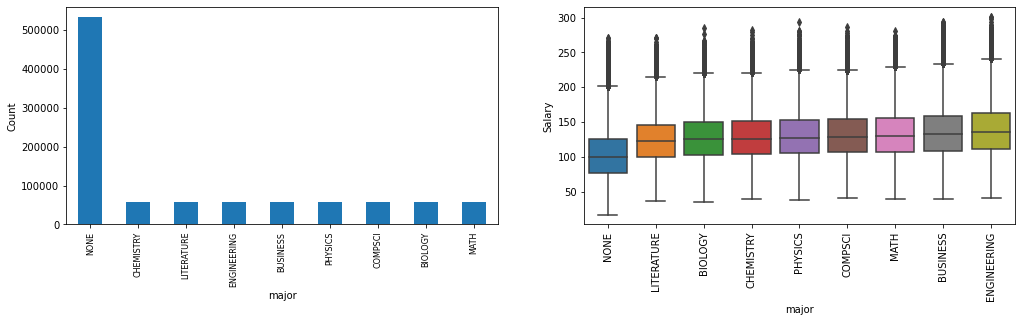 500000
400000
300000
200000
100000
0
Count
NONE
CHEMISTRY
LITERATURE
ENGINEERING
BUSINESS
PHYSICS
COMPSCI
BIOLOGY
MATH
major
300
250
200
150
100
50
Salary
NONE
LITERATURE
BIOLOGY
CHEMISTRY
PHYSICS
COMPSCI
MATH
BUSINESS
ENGINEERING
major